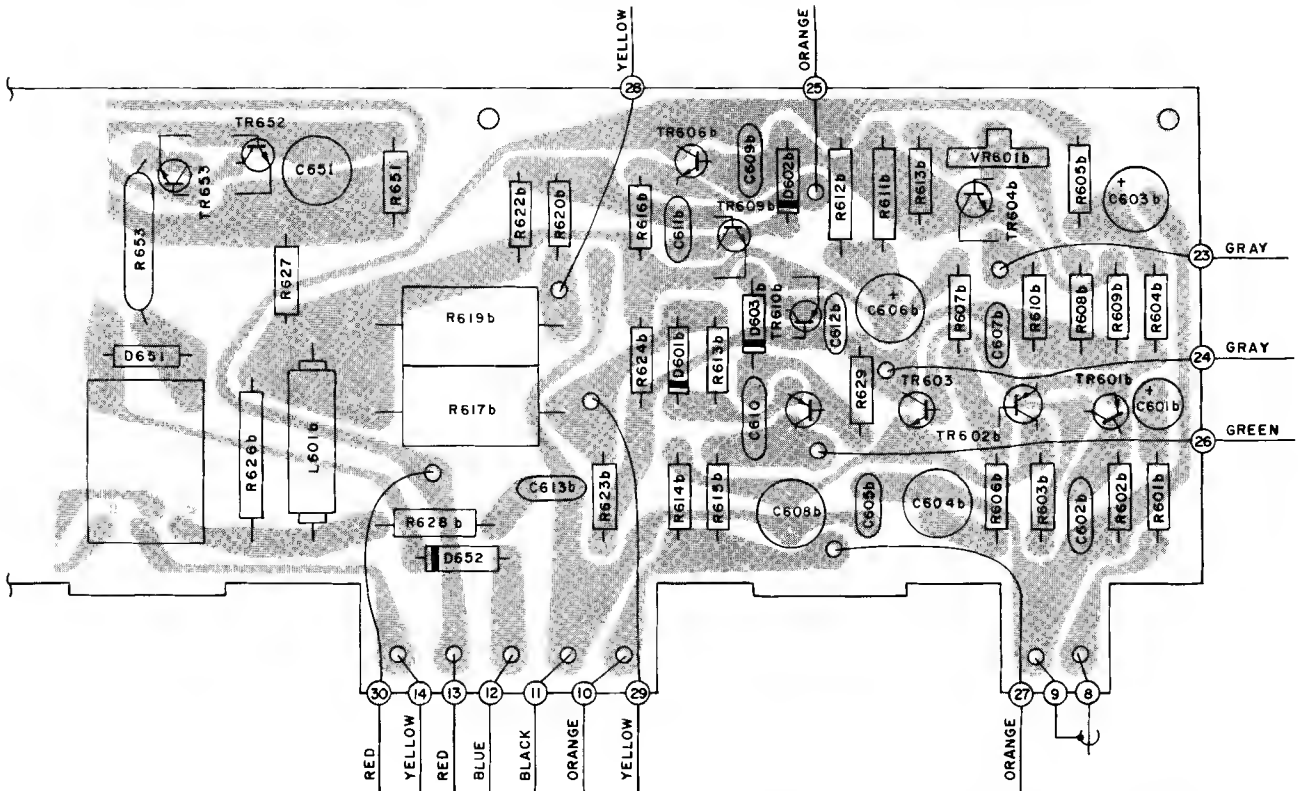 YELLOW
ORANGE
28
25
TR652
TR606b
C609b
D602b
VR601b
TR653
C651
R651
R612b
R611b
R613b
TR604b
R605b
+
C603b
R653
R622b
R620b
R616b
C611b
TR609b
R627
23
GRAY
R619b
D603b
TR610b
C612b
+
C606b
R607b
C607b
R610b
R608b
R609b
R604b
D651
R624b
D601b
R613b
R629
24
GRAY
TR603
TR601b
R617b
C610
TR602b
+
C601b
26
GREEN
R626b
L601b
C613b
R623b
R614b
R615b
C608b
C605b
C604b
R606b
R603b
C602b
R602b
R601b
R628b
D652
30
14
13
12
11
10
29
27
9
8
RED
YELLOW
RED
BLUE
BLACK
ORANGE
YELLOW
ORANGE